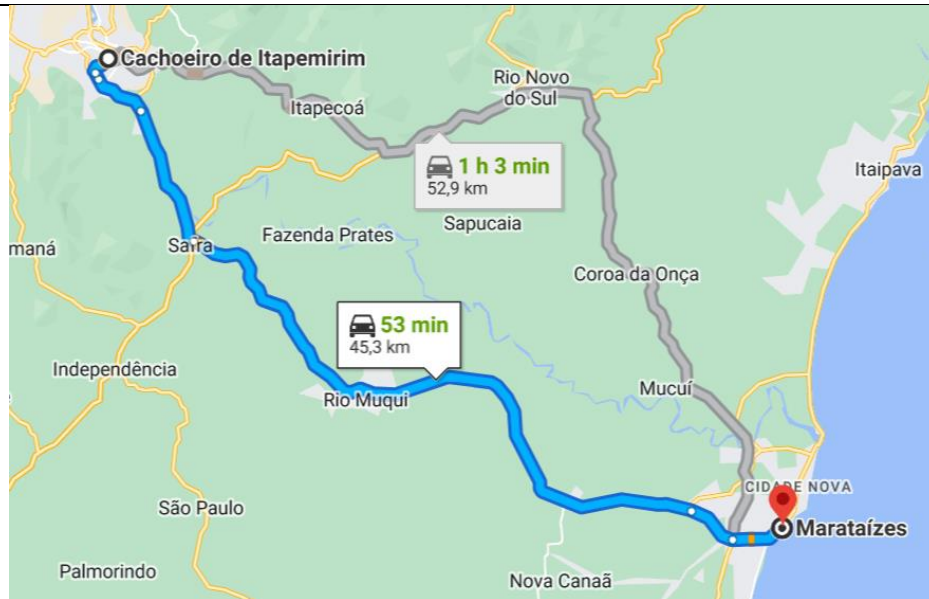 Cachoeiro de Itapemirim
Rio Novo
do Sul
Itapecoá
1 h 3 min
52,9 km
Itaipava
Sapucaia
Fazenda Prates
maná
Safra
Coroa da Onça
53 min
45,3 km
Independência
Mucuí
Rio Muqui
CIDADE NOVA
São Paulo
Marataízes
Palmorindo
Nova Canaã